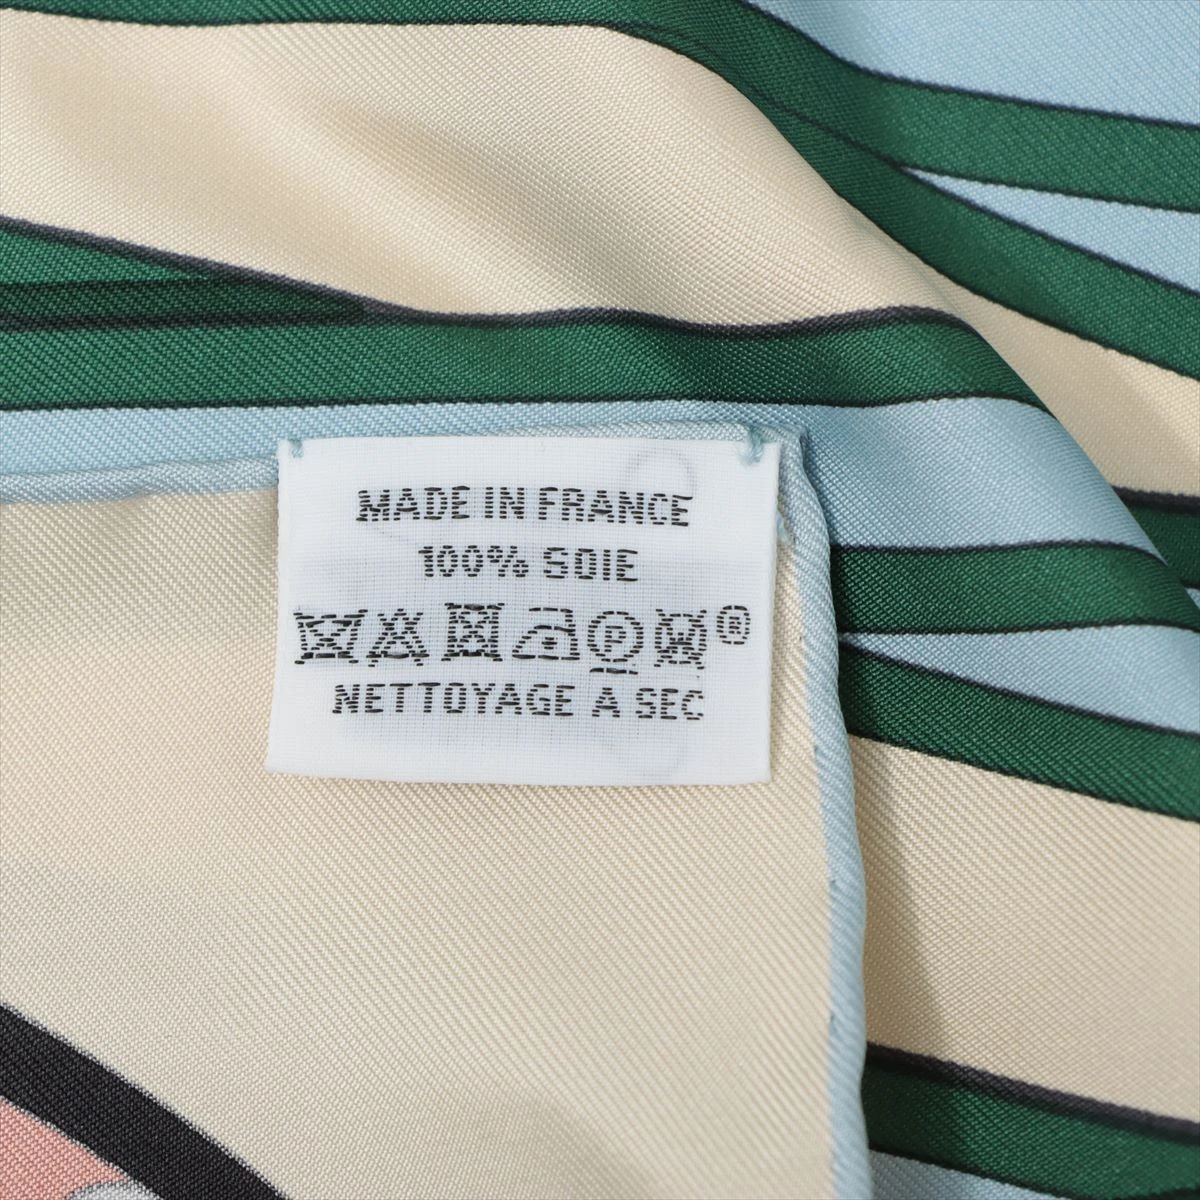 MADE IN FRANCE
100% SOIE
P W ®
NETTOYAGE A SEC